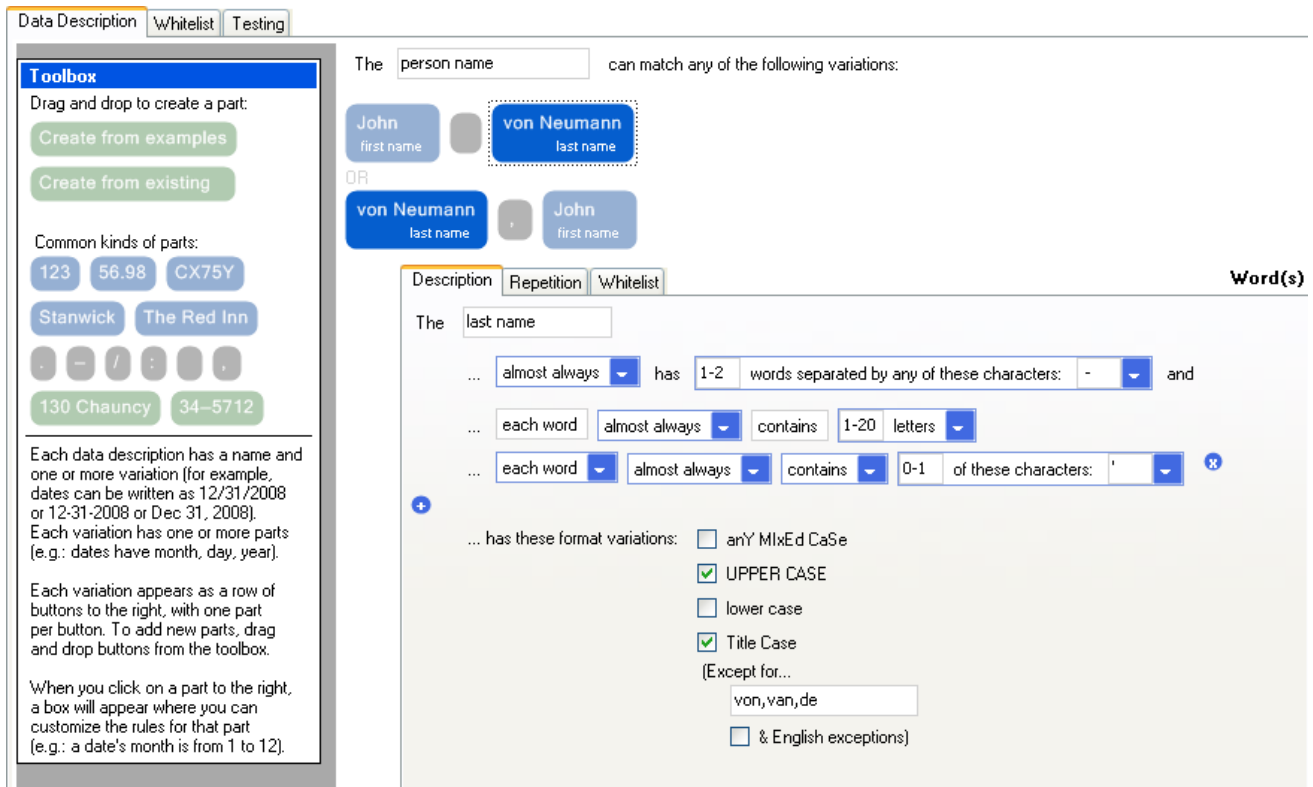 Data Description Whitelist Testing
Toolbox
Drag and drop to create a part:
Create from examples
Create from existing
Common kinds of parts:
123 56.98 CX75Y
Stanwick The Red Inn
. – / : ,
130 Chauncy 34–5712
Each data description has a name and
one or more variation (for example,
dates can be written as 12/31/2008
or 12-31-2008 or Dec 31, 2008).
Each variation has one or more parts
(e.g.: dates have month, day, year).
Each variation appears as a row of
buttons to the right, with one part
per button. To add new parts, drag
and drop buttons from the toolbox.
When you click on a part to the right,
a box will appear where you can
customize the rules for that part
(e.g.: a date's month is from 1 to 12).
The person name can match any of the following variations:
John von Neumann
first name last name
OR
von Neumann , John
last name first name
Description Repetition Whitelist Word(s)
The last name
... almost always has 1-2 words separated by any of these characters: - and
... each word almost always contains 1-20 letters
... each word almost always contains 0-1 of these characters: ' x
+
... has these format variations: anY MIxEd CaSe
UPPER CASE
lower case
Title Case
(Except for...
von,van,de
& English exceptions)